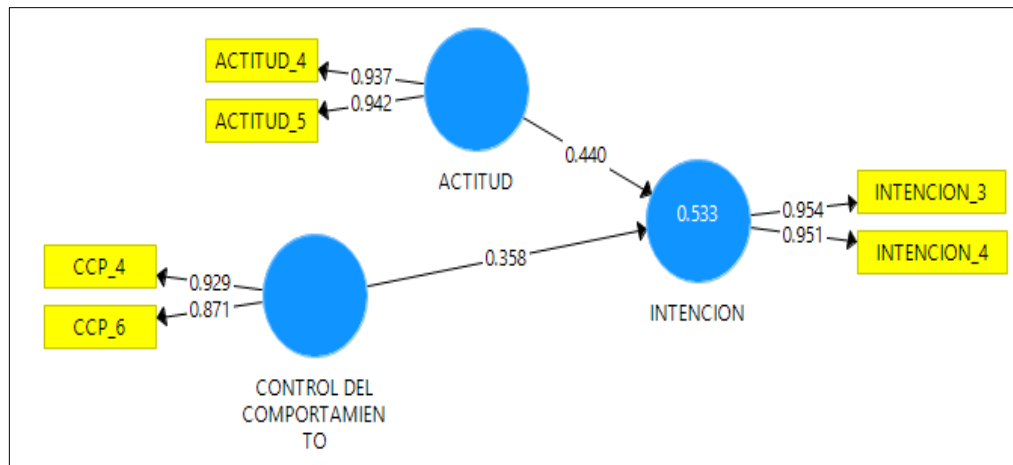 ACTITUD_4
0.937
ACTITUD_5
0.942
ACTITUD
0.440
INTENCION_3
0.954
0.533
0.951
INTENCION_4
INTENCION
0.358
CCP_4
0.929
CCP_6
0.871
CONTROL DEL
COMPORTAMIEN
TO